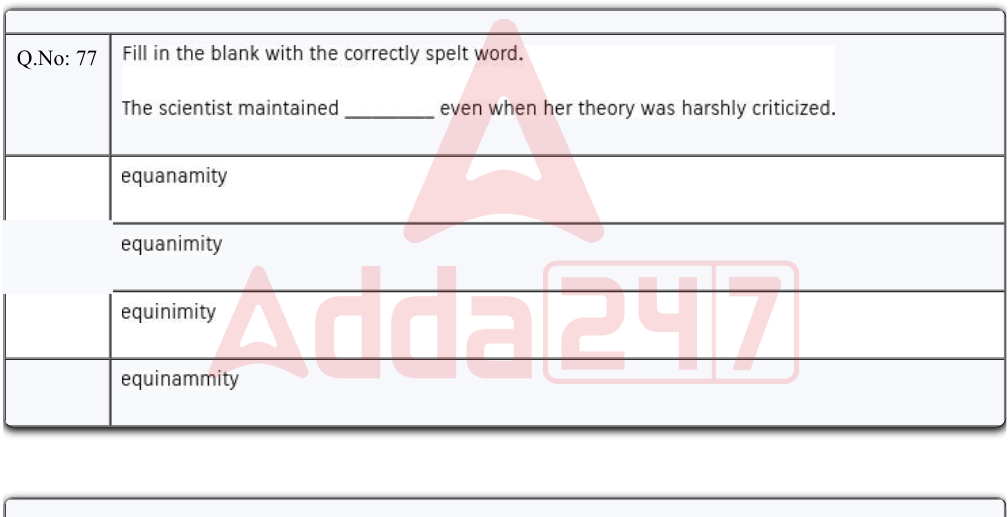 Q.No: 77
Fill in the blank with the correctly spelt word.
The scientist maintained ________ even when her theory was harshly criticized.
equanamity
equanimity
equinimity
equinammity
Adda247